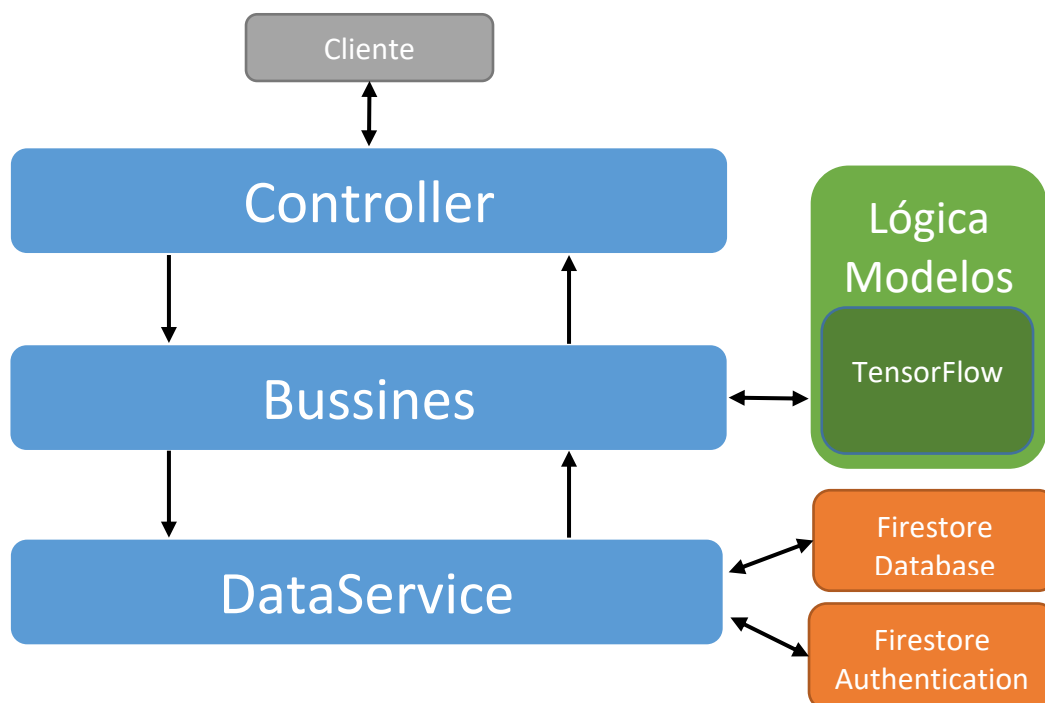 Cliente
Controller
Lógica
Modelos
TensorFlow
Bussines
Firestore
Database
DataService
Firestore
Authentication